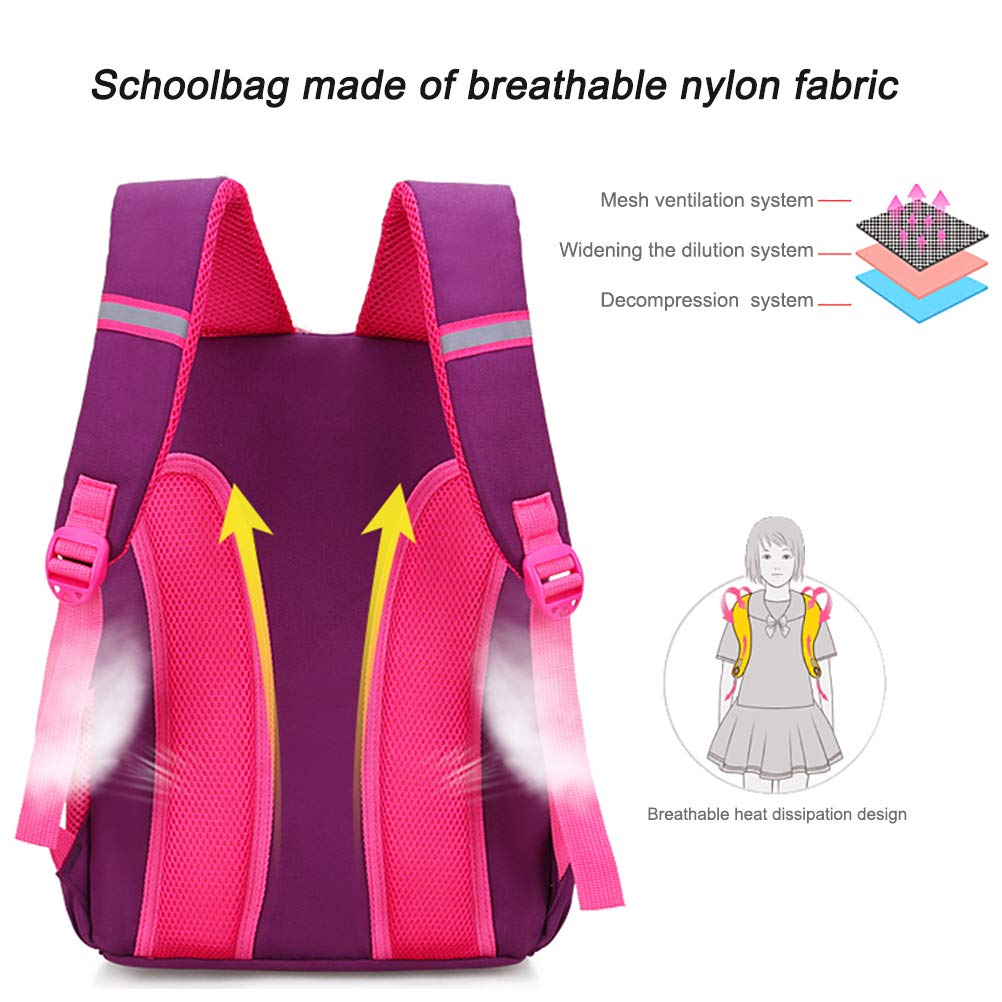 Schoolbag made of breathable nylon fabric
Mesh ventilation system
Widening the dilution system
Decompression system
Breathable heat dissipation design